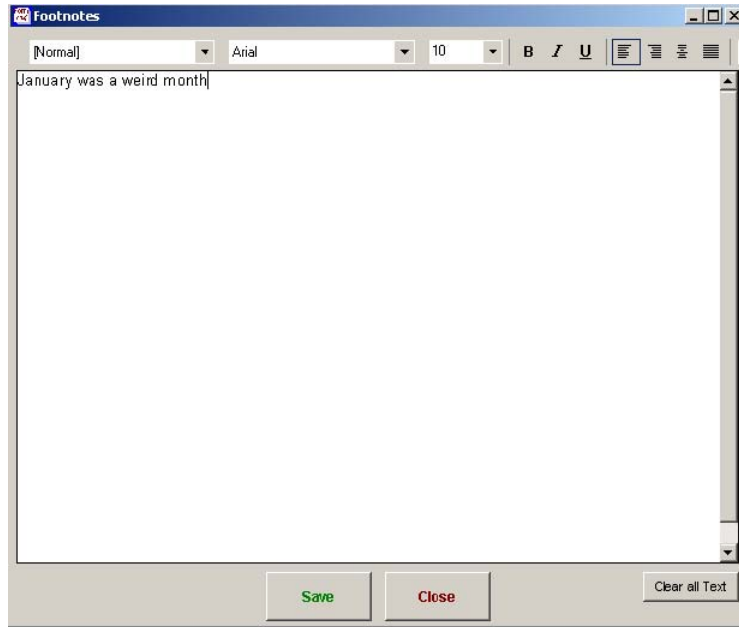 Footnotes
[Normal] Arial 10 B I U
January was a weird month
Save Close Clear all Text